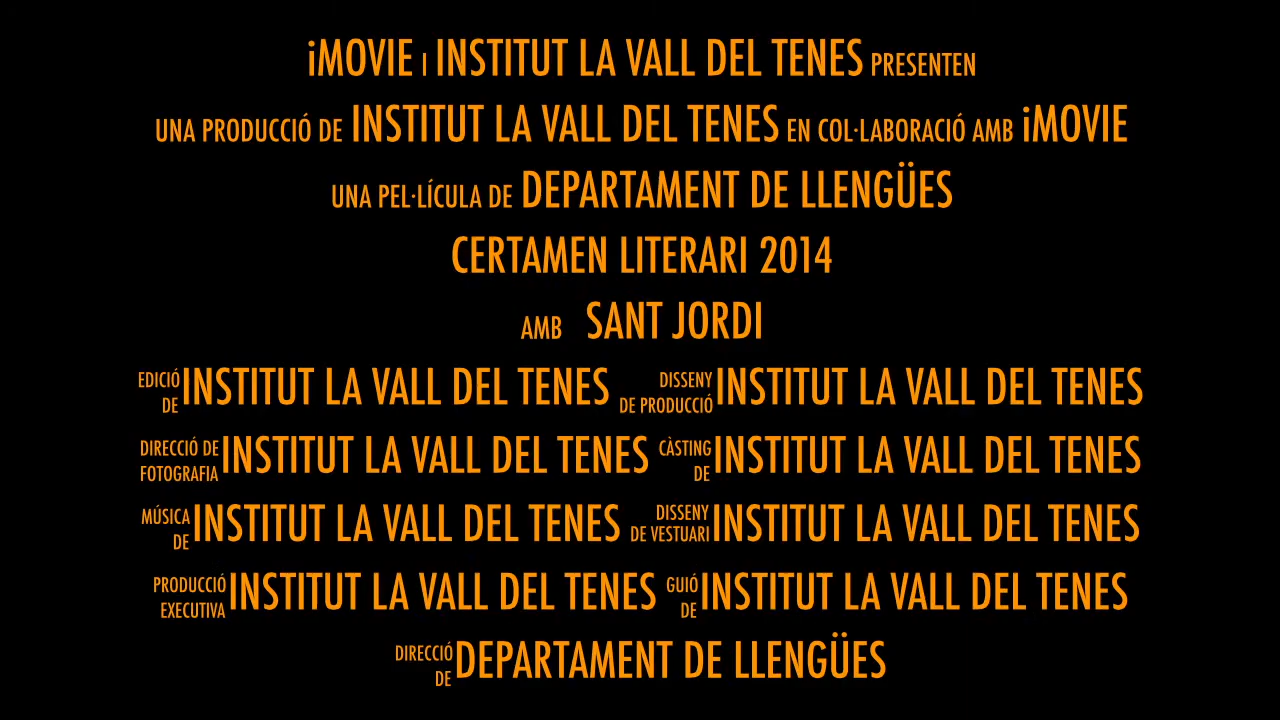 iMOVIE I INSTITUT LA VALL DEL TENES PRESENTEN
UNA PRODUCCIÓ DE INSTITUT LA VALL DEL TENES EN COL·LABORACIÓ AMB iMOVIE
UNA PEL·LÍCULA DE DEPARTAMENT DE LLENGÜES
CERTAMEN LITERARI 2014
AMB SANT JORDI
EDICIÓ DE INSTITUT LA VALL DEL TENES DISSENY DE PRODUCCIÓ INSTITUT LA VALL DEL TENES
DIRECCIÓ DE FOTOGRAFIA INSTITUT LA VALL DEL TENES CÀSTING DE INSTITUT LA VALL DEL TENES
MÚSICA DE INSTITUT LA VALL DEL TENES DISSENY DE VESTUARI INSTITUT LA VALL DEL TENES
PRODUCCIÓ EXECUTIVA INSTITUT LA VALL DEL TENES GUIÓ DE INSTITUT LA VALL DEL TENES
DIRECCIÓ DE DEPARTAMENT DE LLENGÜES